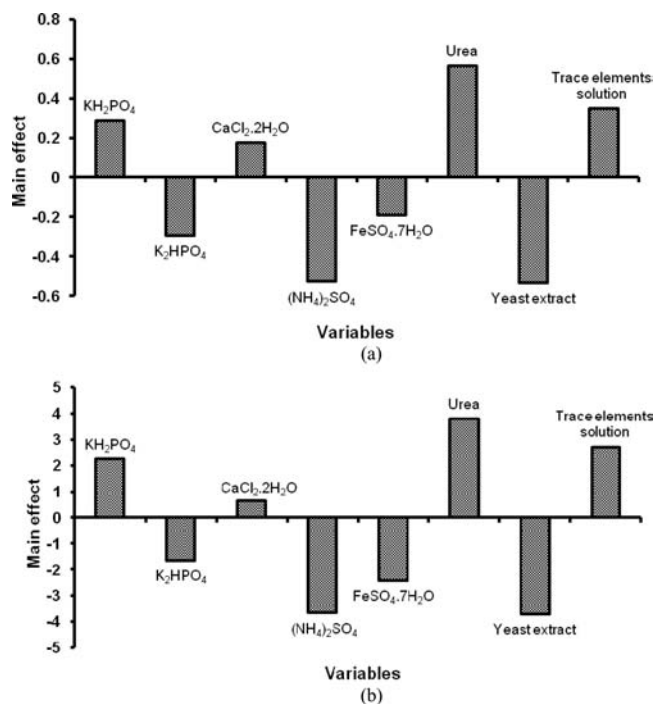 (a)
0.8
0.6
0.4
0.2
0
-0.2
-0.4
-0.6
Main effect
KH₂PO₄
K₂HPO₄
CaCl₂.2H₂O
(NH₄)₂SO₄
FeSO₄.7H₂O
Urea
Yeast extract
Trace elements
solution
Variables
(a)
5
4
3
2
1
0
-1
-2
-3
-4
-5
Main effect
KH₂PO₄
K₂HPO₄
CaCl₂.2H₂O
(NH₄)₂SO₄
FeSO₄.7H₂O
Urea
Yeast extract
Trace elements
solution
Variables
(b)